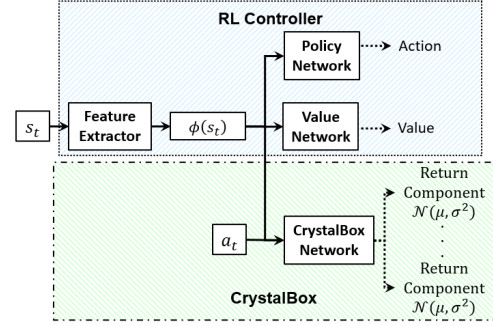 RL Controller
Policy
Network
Action
s_t
Feature
Extractor
ϕ(s_t)
Value
Network
Value
Return
Component
𝒩(μ, σ²)
.
.
.
a_t
CrystalBox
Network
Return
Component
𝒩(μ, σ²)
CrystalBox